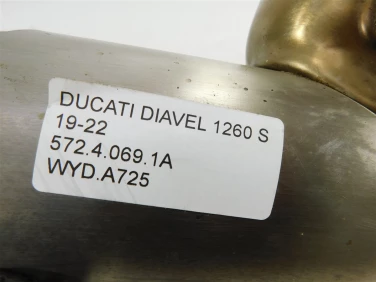 DUCATI DIAVEL 1260 S
19-22
572.4.069.1A
WYD.A725